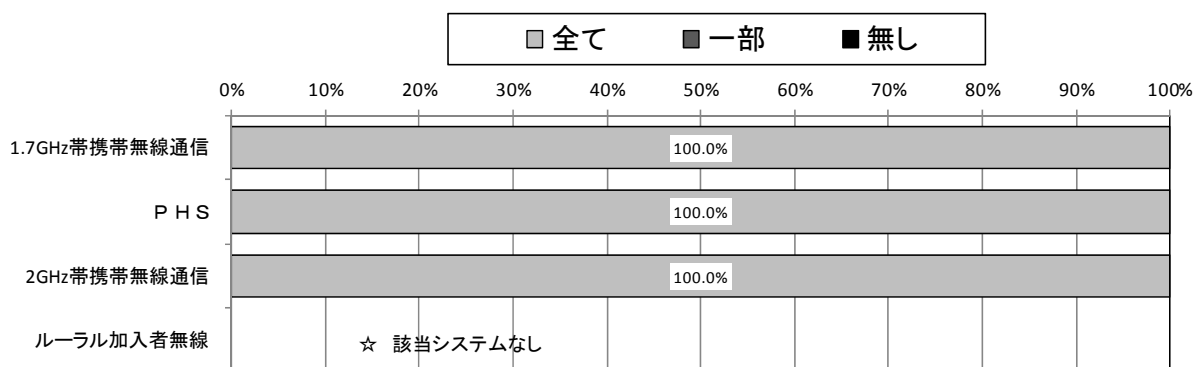 全て 一部 無し
0% 10% 20% 30% 40% 50% 60% 70% 80% 90% 100%
1.7GHz帯携帯無線通信 100.0%
ＰＨＳ 100.0%
2GHz帯携帯無線通信 100.0%
ルーラル加入者無線 ☆ 該当システムなし